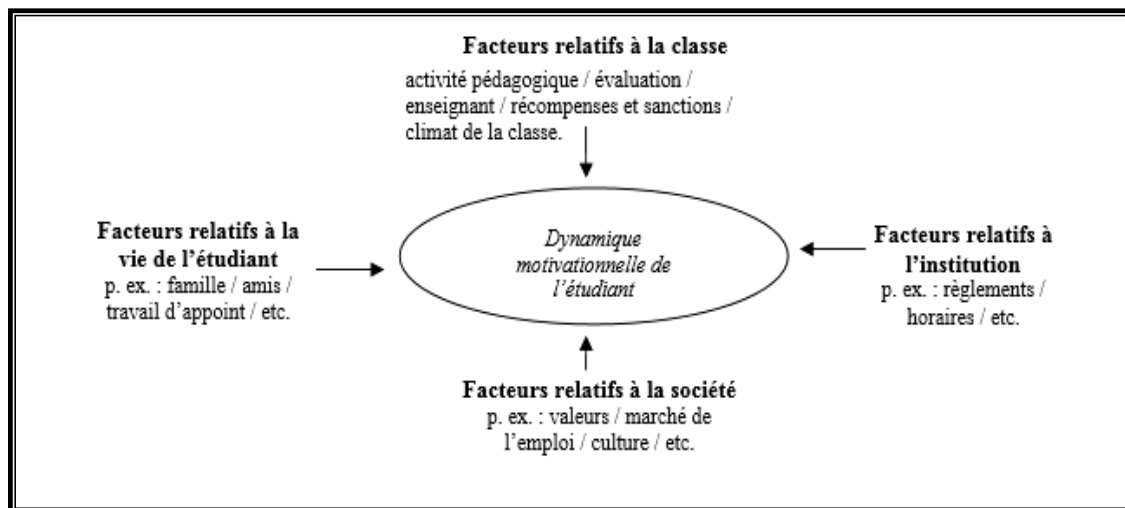 Facteurs relatifs à la classe
activité pédagogique / évaluation /
enseignant / récompenses et sanctions /
climat de la classe.
Facteurs relatifs à la
vie de l'étudiant
p. ex. : famille / amis /
travail d'appoint / etc.
Dynamique
motivationnelle de
l'étudiant
Facteurs relatifs à
l'institution
p. ex. : règlements /
horaires / etc.
Facteurs relatifs à la société
p. ex. : valeurs / marché de
l'emploi / culture / etc.